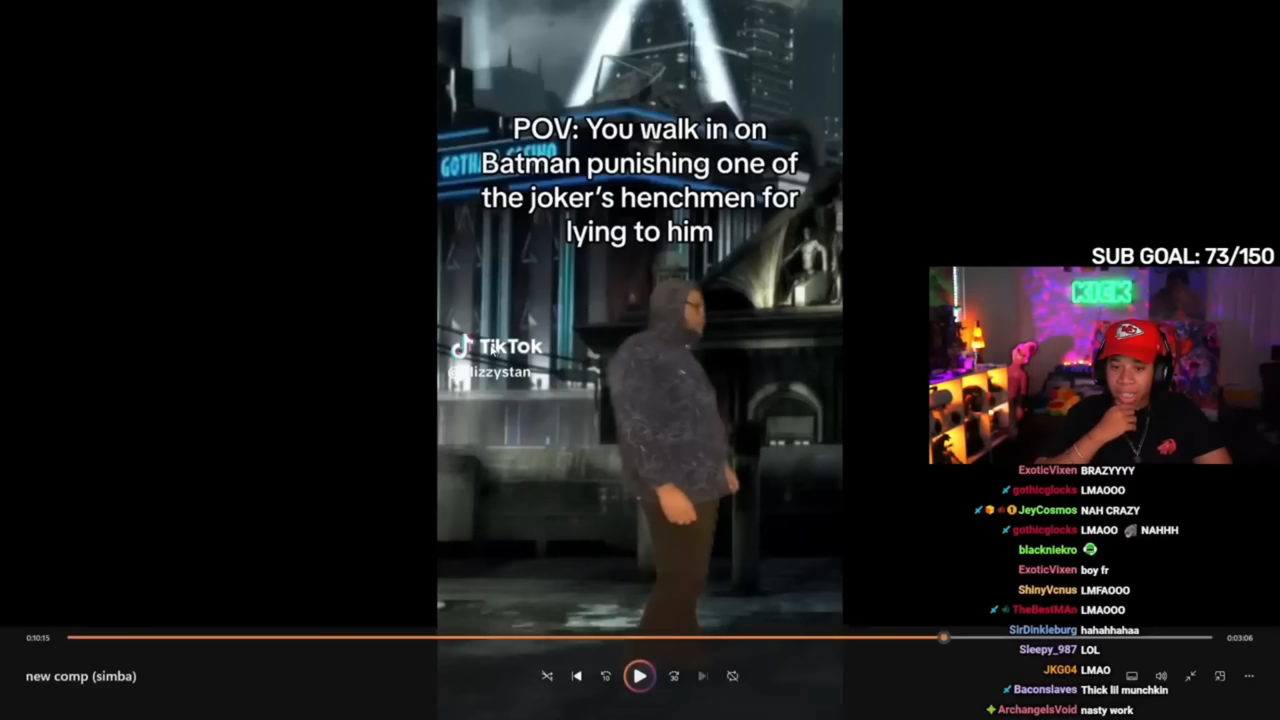 POV: You walk in on
Batman punishing one of
the joker's henchmen for
lying to him
TikTok
SUB GOAL: 73/150
KICK
ExoticVixen BRAZYYYY
gothicglocks LMAOOO
JeyCosmos NAH CRAZY
gothicglocks LMAOO NAHHH
blackniekro
ExoticVixen boy fr
ShinyVcnus LMFAOOO
TheBestMAn LMAOOO
SirDinkleburg hahahhahaa
Sleepy_987 LOL
JKG04 LMAO
Baconslaves Thick lil munchkin
ArchangelsVoid nasty work
0:10:15
0:03:06
new comp (simba)
10
30